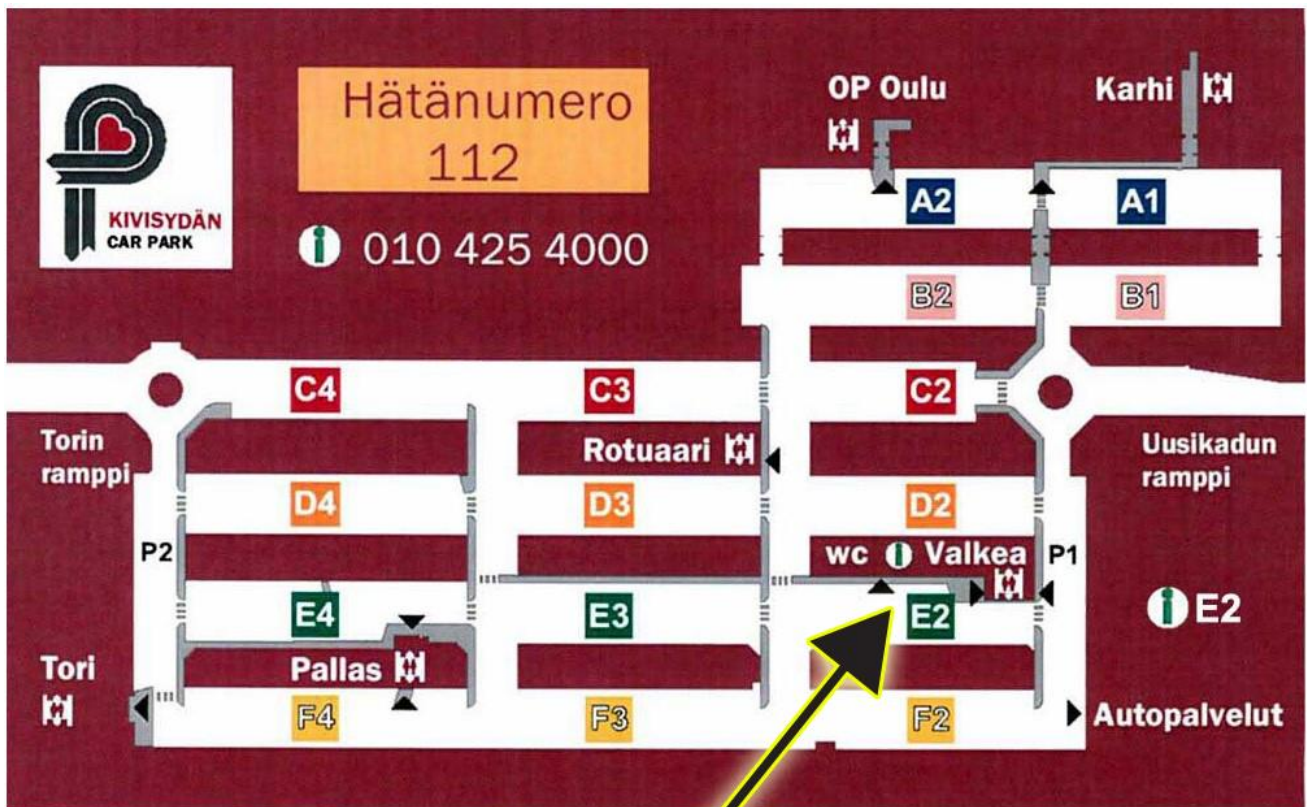 Hätänumero
112
KIVISYDÄN
CAR PARK
i 010 425 4000
OP Oulu
Karhi
A2 A1
B2 B1
C4 C3 C2
Torin
ramppi
Rotuaari
Uusikadun
ramppi
D4 D3 D2
P2
wc i Valkea P1
E4 E3 E2
i E2
Tori
Pallas
F4 F3 F2
Autopalvelut